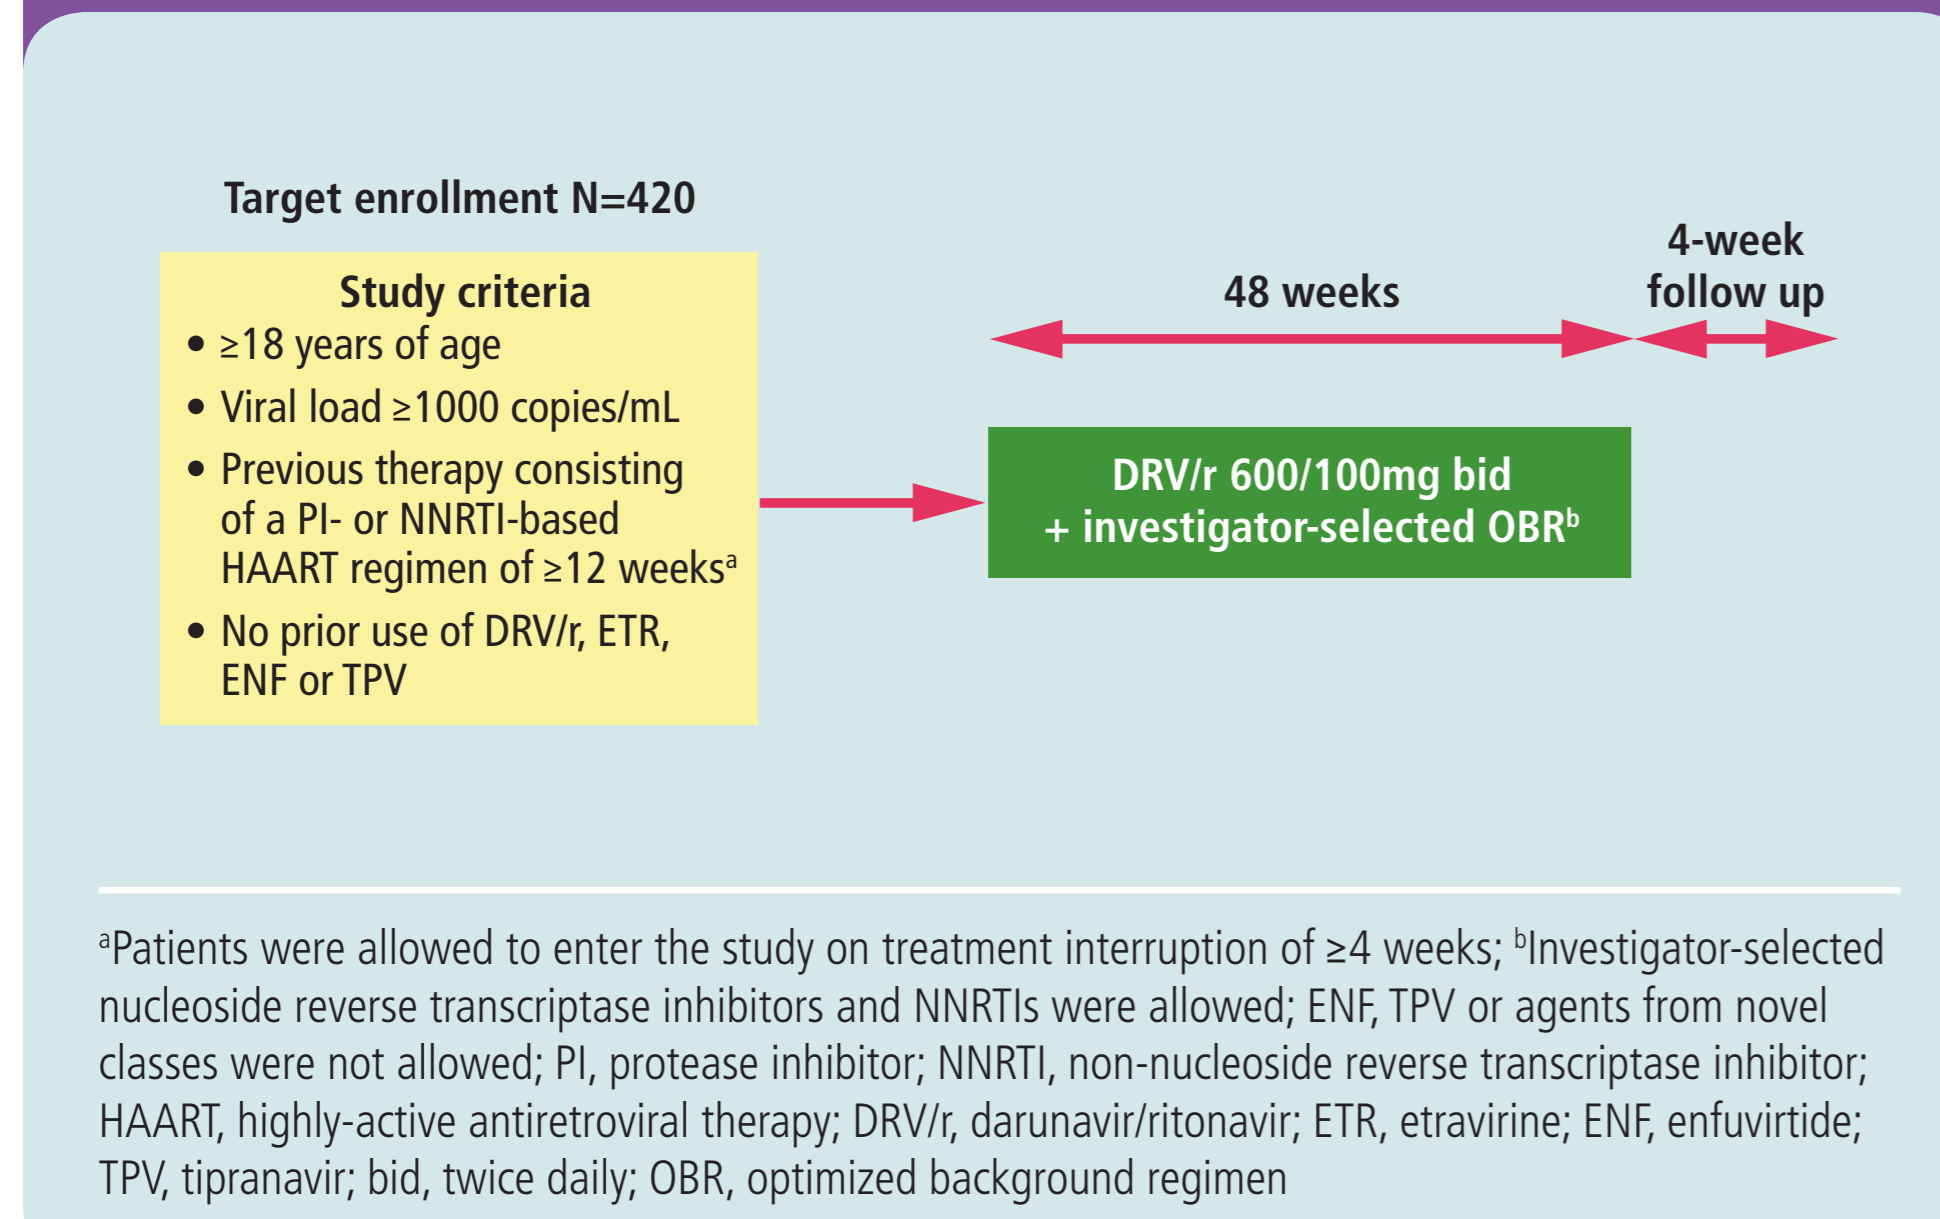 Target enrollment N=420
Study criteria
• ≥18 years of age
• Viral load ≥1000 copies/mL
• Previous therapy consisting
of a PI- or NNRTI-based
HAART regimen of ≥12 weeksᵃ
• No prior use of DRV/r, ETR,
ENF or TPV
48 weeks
4-week
follow up
DRV/r 600/100mg bid
+ investigator-selected OBRᵇ
ᵃPatients were allowed to enter the study on treatment interruption of ≥4 weeks; ᵇInvestigator-selected
nucleoside reverse transcriptase inhibitors and NNRTIs were allowed; ENF, TPV or agents from novel
classes were not allowed; PI, protease inhibitor; NNRTI, non-nucleoside reverse transcriptase inhibitor;
HAART, highly-active antiretroviral therapy; DRV/r, darunavir/ritonavir; ETR, etravirine; ENF, enfuvirtide;
TPV, tipranavir; bid, twice daily; OBR, optimized background regimen